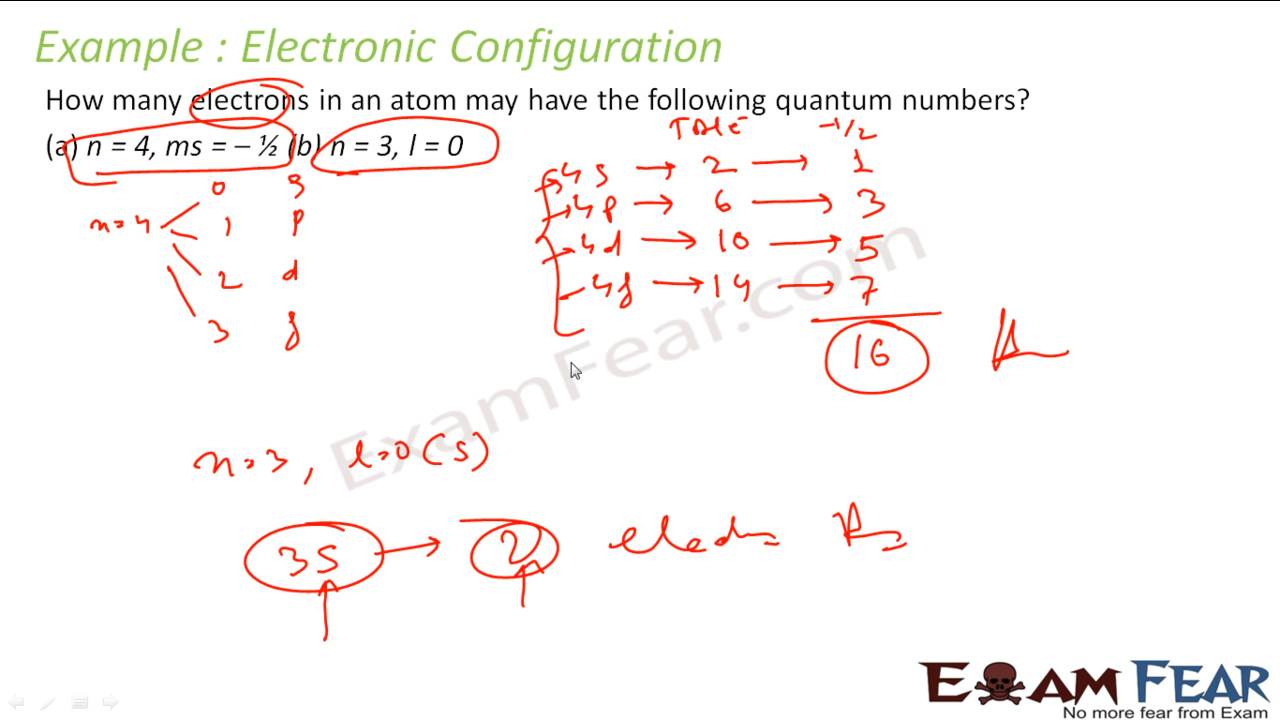 Example : Electronic Configuration
How many electrons in an atom may have the following quantum numbers?
(a) n = 4, ms = – ½ (b) n = 3, l = 0
-1/2
4s → 2 → 1
4p → 6 → 3
4d → 10 → 5
4f → 14 → 7
16
0 s
n=4 1 p
2 d
3 f
n=3, l=0 (s)
3s → 2
ExamFear.com
EXAM FEAR
No more fear from Exam